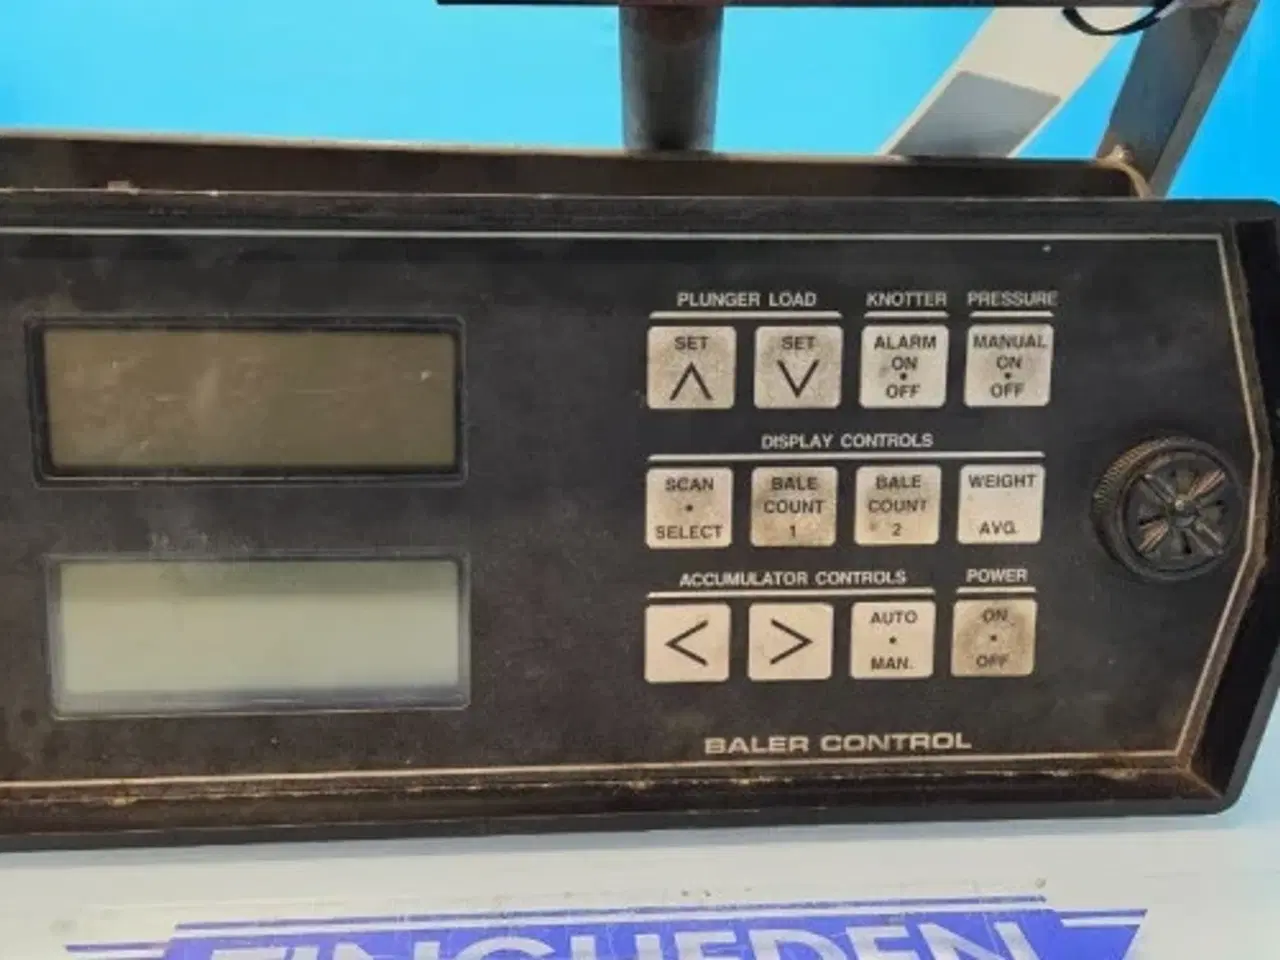 PLUNGER LOAD KNOTTER PRESSURE
SET SET ALARM MANUAL
ON ON
OFF OFF
DISPLAY CONTROLS
SCAN BALE BALE WEIGHT
COUNT COUNT
SELECT 1 2 AVG.
ACCUMULATOR CONTROLS POWER
< > AUTO ON
MAN. OFF
BALER CONTROL